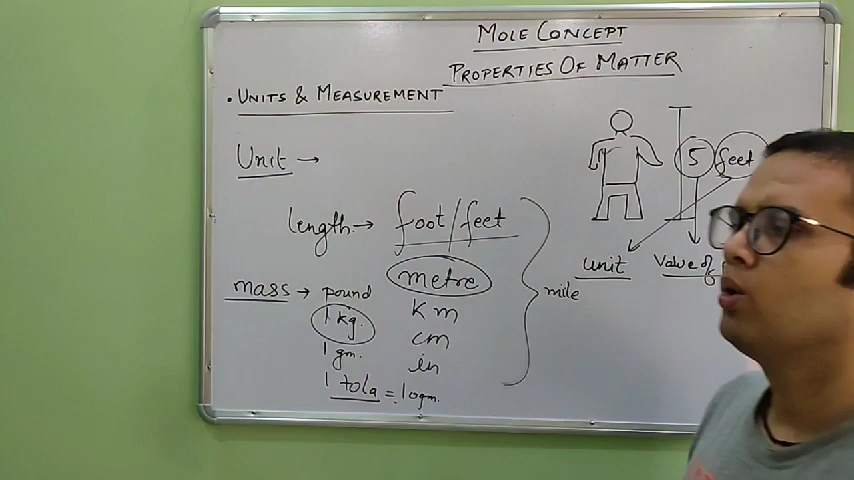 MOLE CONCEPT
PROPERTIES OF MATTER
• UNITS & MEASUREMENT
Unit →
5 feet
length → foot/feet
unit
Value of
metre
mass → pound
mile
1 kg.
km
1 gm.
cm
in
1 tola = 10gm.